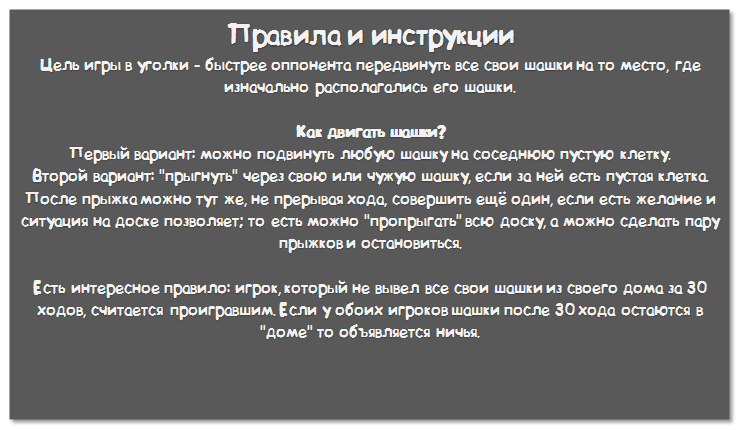 Правила и инструкции
Цель игры в уголки - быстрее оппонента передвинуть все свои шашки на то место, где
изначально располагались его шашки.
Как двигать шашки?
Первый вариант: можно подвинуть любую шашку на соседнюю пустую клетку.
Второй вариант: "прыгнуть" через свою или чужую шашку, если за ней есть пустая клетка.
После прыжка можно тут же, не прерывая хода, совершить ещё один, если есть желание и
ситуация на доске позволяет; то есть можно "пропрыгать" всю доску, а можно сделать пару
прыжков и остановиться.
Есть интересное правило: игрок, который не вывел все свои шашки из своего дома за 30
ходов, считается проигравшим. Если у обоих игроков шашки после 30 хода остаются в
"доме" то объявляется ничья.